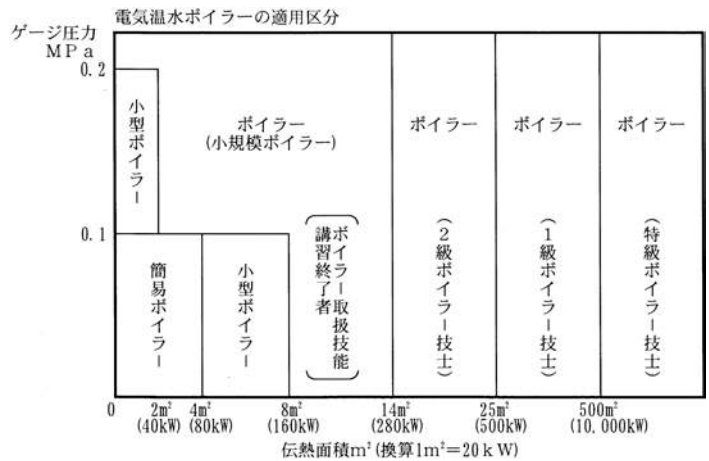 電気温水ボイラーの適用区分
ゲージ圧力
MPa
0.2
0.1
小型ボイラー
ボイラー
(小規模ボイラー)
ボイラー
ボイラー
ボイラー
簡易ボイラー
小型ボイラー
ボイラー取扱技能
講習終了者
(2級ボイラー技士)
(1級ボイラー技士)
(特級ボイラー技士)
0 2m² 4m² 8m² 14m² 25m² 500m²
(40kW) (80kW) (160kW) (280kW) (500kW) (10,000kW)
伝熱面積m²(換算1m²=20kW)